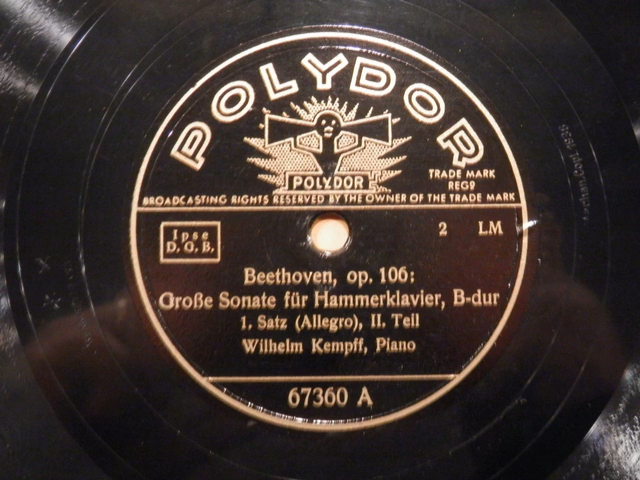 POLYDOR
POLYDOR
TRADE MARK
REGD
BROADCASTING RIGHTS RESERVED BY THE OWNER OF THE TRADE MARK
Ipse
D. G. B.
2 LM
Beethoven, op. 106:
Große Sonate für Hammerklavier, B-dur
1. Satz (Allegro), II. Teil
Wilhelm Kempff, Piano
67360 A